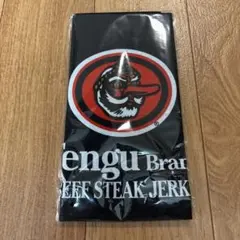 engu Bran
EEF STEAK JERK
®